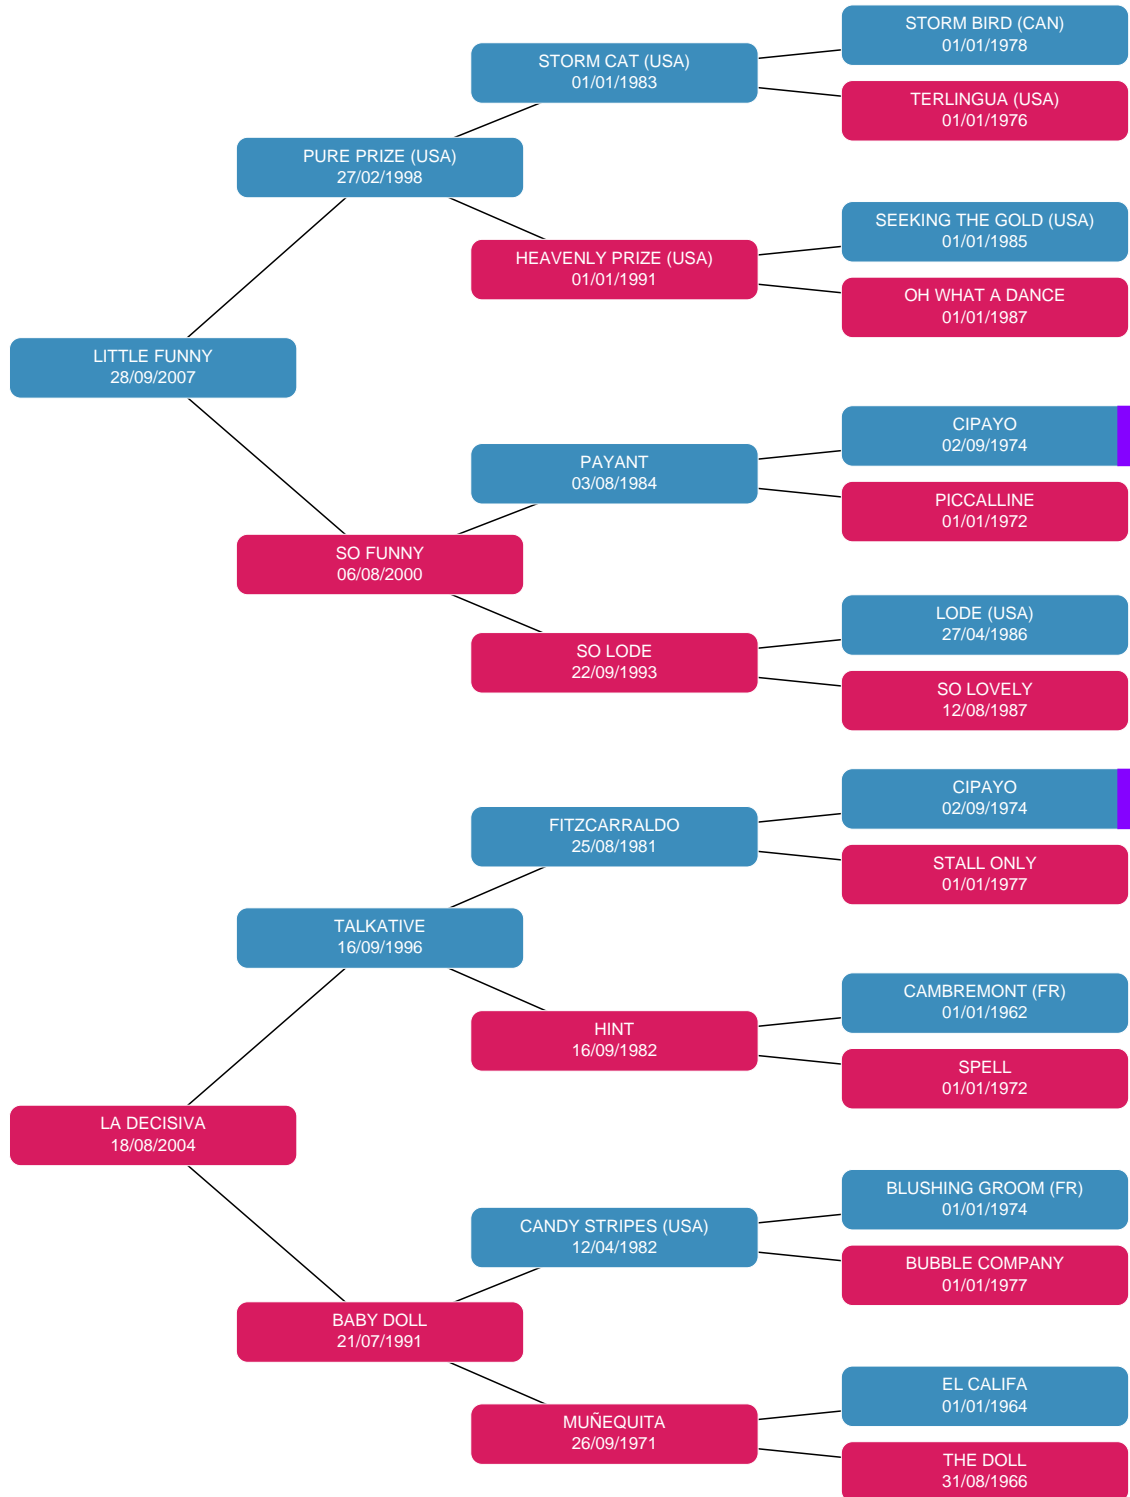 STORM BIRD (CAN)
01/01/1978
STORM CAT (USA)
01/01/1983
TERLINGUA (USA)
01/01/1976
PURE PRIZE (USA)
27/02/1998
SEEKING THE GOLD (USA)
01/01/1985
HEAVENLY PRIZE (USA)
01/01/1991
OH WHAT A DANCE
01/01/1987
LITTLE FUNNY
28/09/2007
CIPAYO
02/09/1974
PAYANT
03/08/1984
PICCALLINE
01/01/1972
SO FUNNY
06/08/2000
LODE (USA)
27/04/1986
SO LODE
22/09/1993
SO LOVELY
12/08/1987
CIPAYO
02/09/1974
FITZCARRALDO
25/08/1981
STALL ONLY
01/01/1977
TALKATIVE
16/09/1996
CAMBREMONT (FR)
01/01/1962
HINT
16/09/1982
SPELL
01/01/1972
LA DECISIVA
18/08/2004
BLUSHING GROOM (FR)
01/01/1974
CANDY STRIPES (USA)
12/04/1982
BUBBLE COMPANY
01/01/1977
BABY DOLL
21/07/1991
EL CALIFA
01/01/1964
MUÑEQUITA
26/09/1971
THE DOLL
31/08/1966